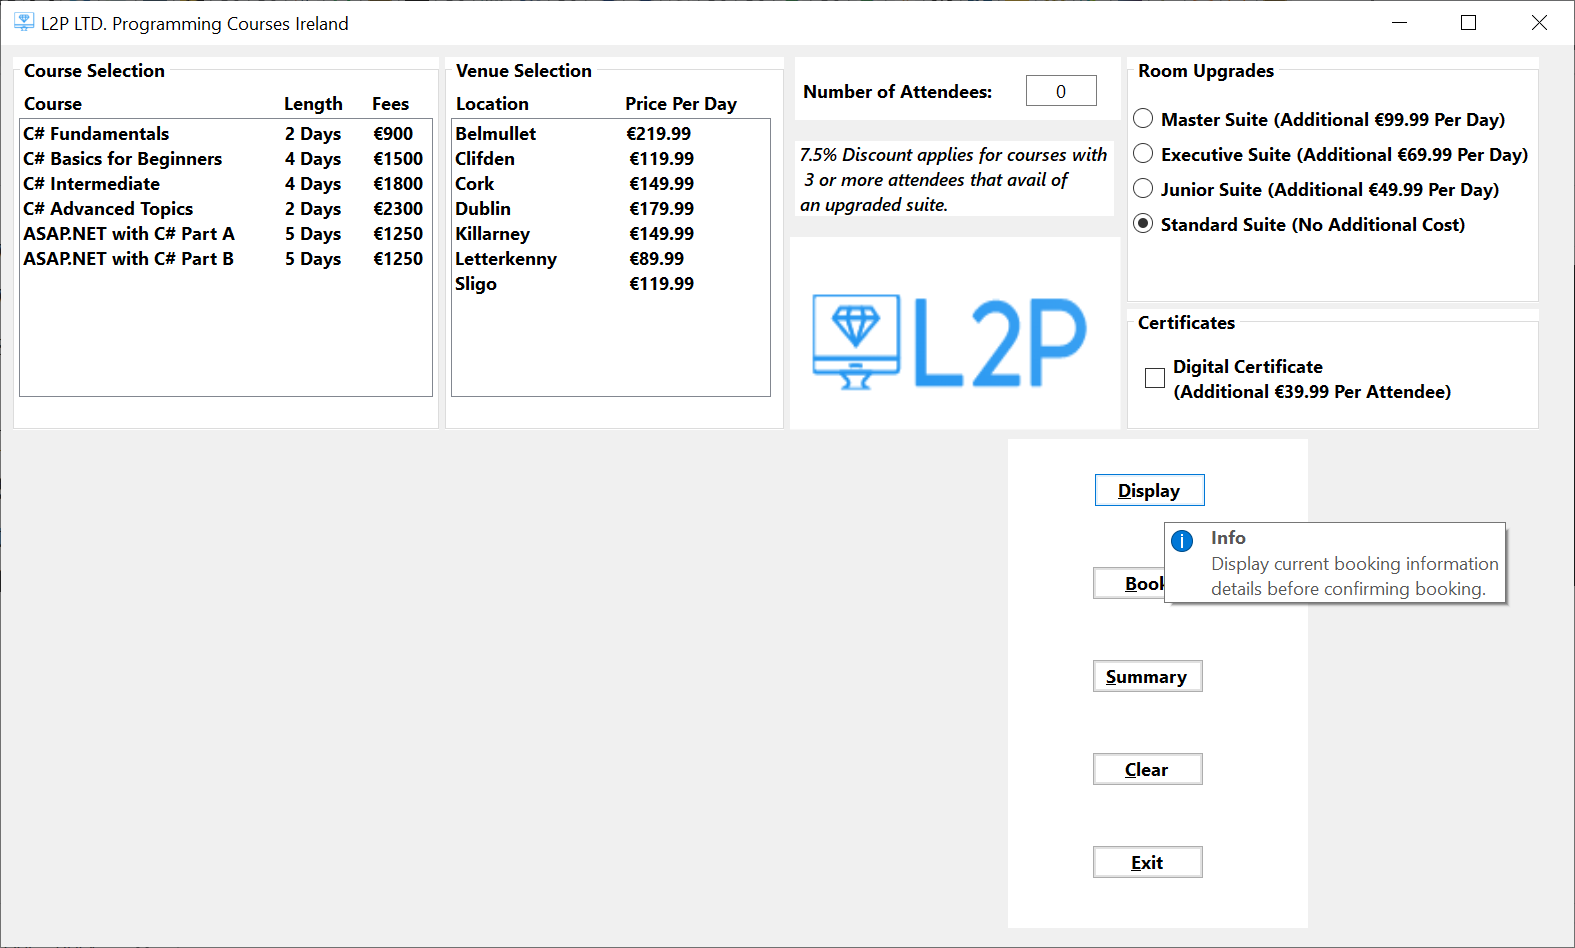 L2P LTD. Programming Courses Ireland
Course Selection
Course Length Fees
C# Fundamentals 2 Days €900
C# Basics for Beginners 4 Days €1500
C# Intermediate 4 Days €1800
C# Advanced Topics 2 Days €2300
ASAP.NET with C# Part A 5 Days €1250
ASAP.NET with C# Part B 5 Days €1250
Venue Selection
Location Price Per Day
Belmullet €219.99
Clifden €119.99
Cork €149.99
Dublin €179.99
Killarney €149.99
Letterkenny €89.99
Sligo €119.99
Number of Attendees: 0
7.5% Discount applies for courses with
3 or more attendees that avail of
an upgraded suite.
L2P
Room Upgrades
Master Suite (Additional €99.99 Per Day)
Executive Suite (Additional €69.99 Per Day)
Junior Suite (Additional €49.99 Per Day)
Standard Suite (No Additional Cost)
Certificates
Digital Certificate
(Additional €39.99 Per Attendee)
Display
Info
Display current booking information
details before confirming booking.
Book
Summary
Clear
Exit